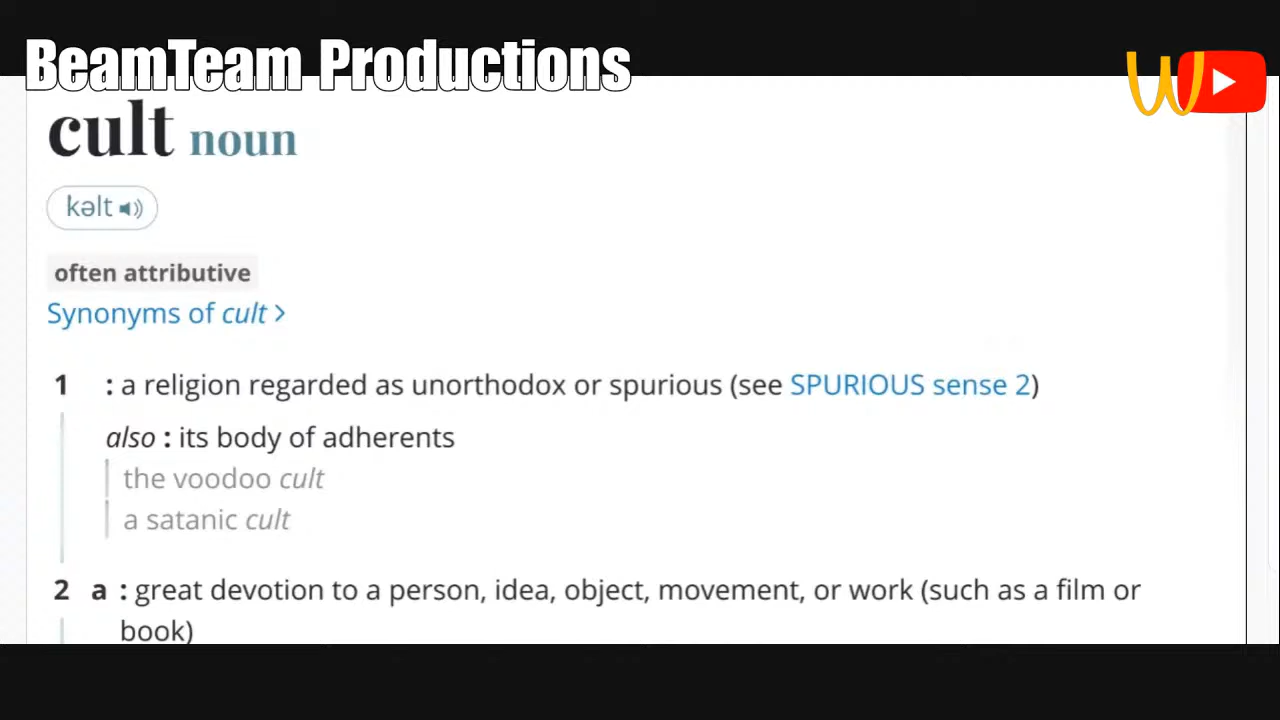 BeamTeam Productions
cult noun
kəlt
often attributive
Synonyms of cult >
1 : a religion regarded as unorthodox or spurious (see SPURIOUS sense 2)
also : its body of adherents
the voodoo cult
a satanic cult
2 a : great devotion to a person, idea, object, movement, or work (such as a film or
book)